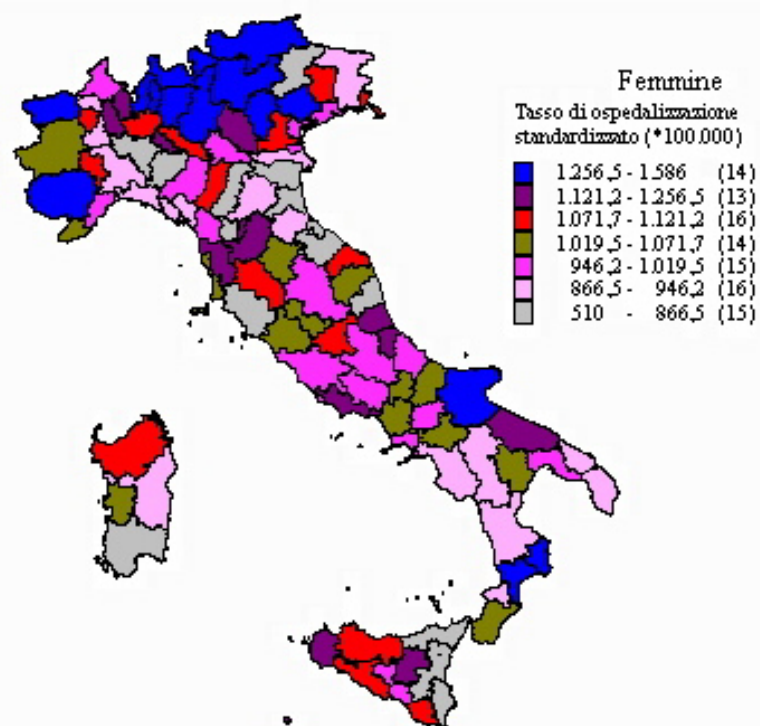 Femmine
Tasso di ospedalizzazione
standardizzato (*100.000)
1.256,5 - 1.586 (14)
1.121,2 - 1.256,5 (13)
1.071,7 - 1.121,2 (16)
1.019,5 - 1.071,7 (14)
946,2 - 1.019,5 (15)
866,5 - 946,2 (16)
510 - 866,5 (15)